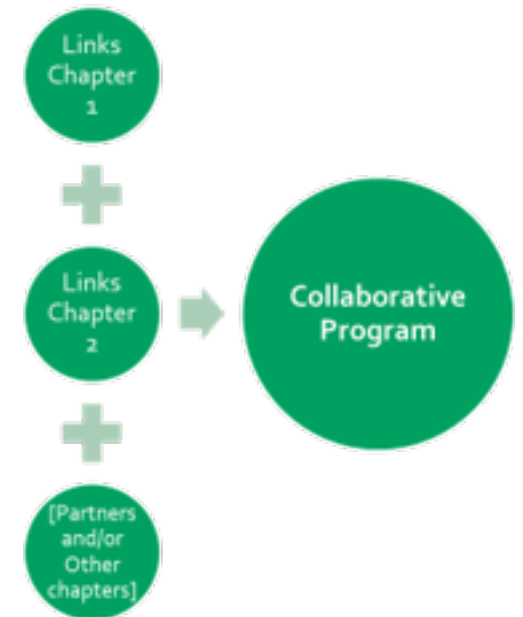 Links
Chapter
1
Links
Chapter
2
[Partners
and/or
Other
chapters]
Collaborative
Program